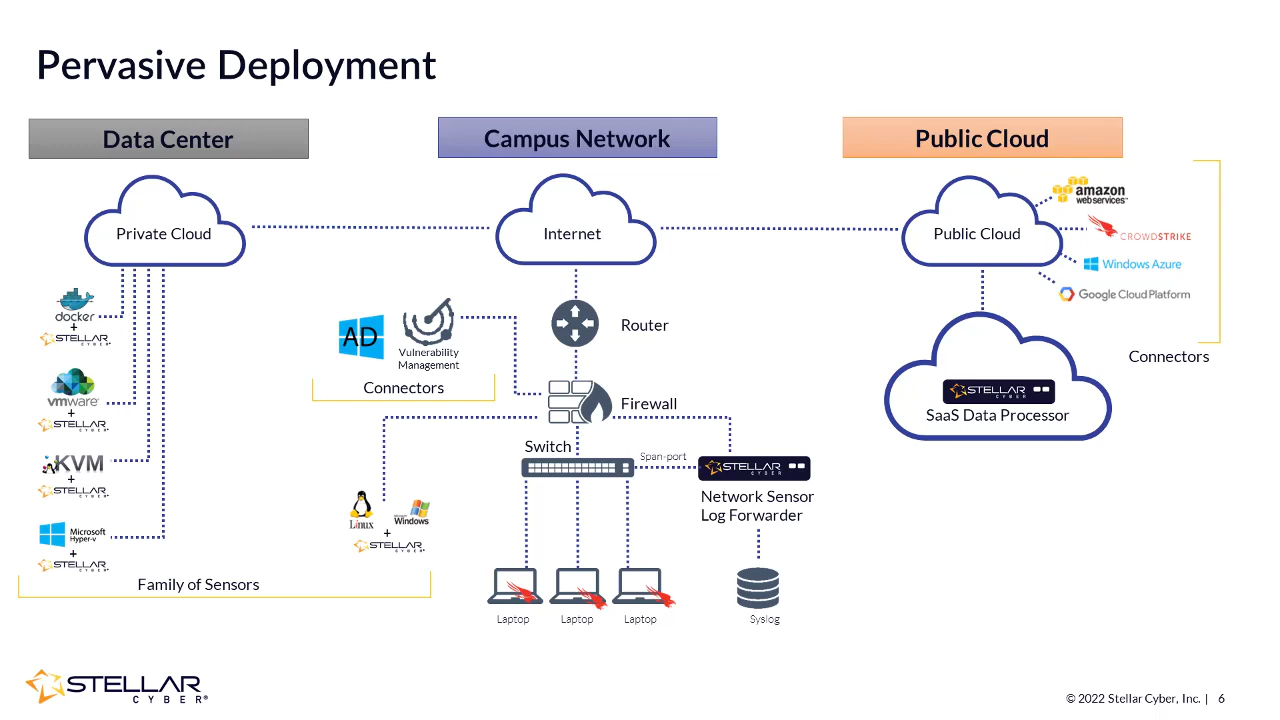 Pervasive Deployment
Data Center
Campus Network
Public Cloud
Private Cloud
Internet
Public Cloud
amazon
web services™
CROWDSTRIKE
Windows Azure
Google Cloud Platform
Connectors
docker
+
STELLAR
CYBER®
vmware®
+
STELLAR
CYBER®
KVM
+
STELLAR
CYBER®
Microsoft
Hyper-v
+
STELLAR
CYBER®
Family of Sensors
AD
Vulnerability
Management
Connectors
Router
Firewall
Switch
Span-port
STELLAR
CYBER
Network Sensor
Log Forwarder
Linux
Microsoft
Windows
+
STELLAR
CYBER®
Laptop
Laptop
Laptop
Syslog
STELLAR
CYBER
SaaS Data Processor
STELLAR
CYBER®
© 2022 Stellar Cyber, Inc. | 6